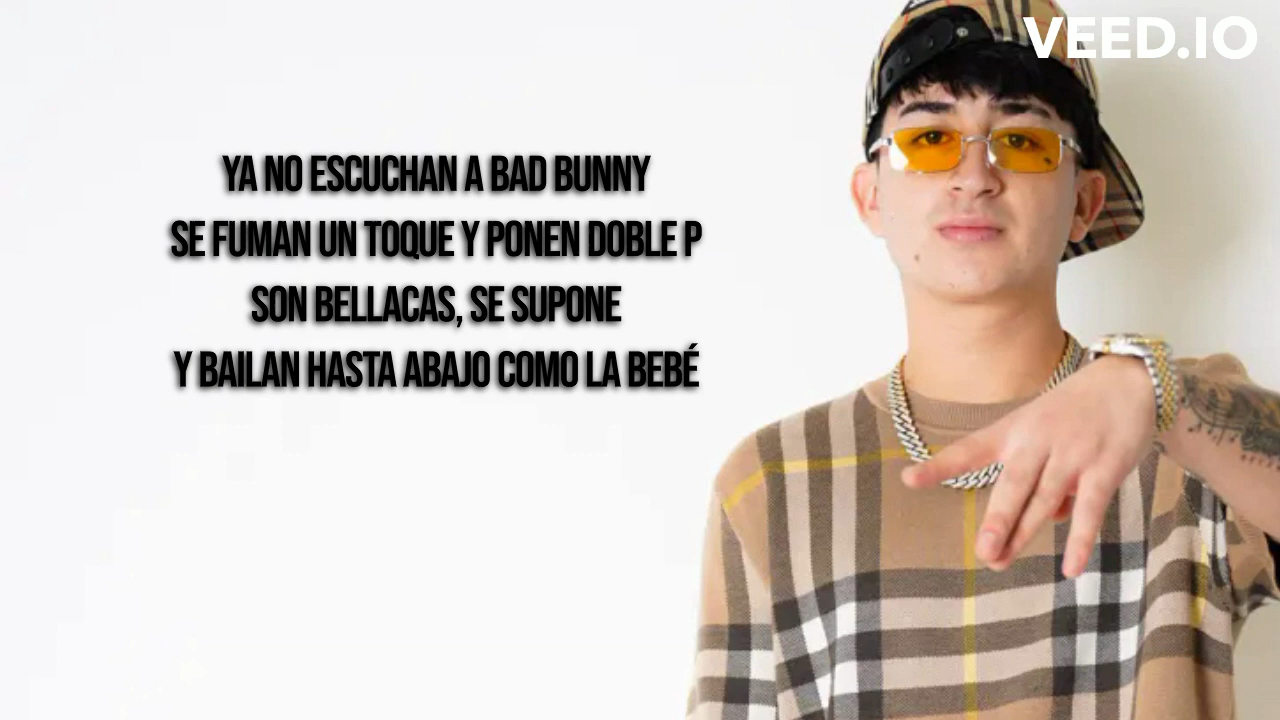 VEED.IO
YA NO ESCUCHAN A BAD BUNNY
SE FUMAN UN TOQUE Y PONEN DOBLE P
SON BELLACAS, SE SUPONE
Y BAILAN HASTA ABAJO COMO LA BEBÉ